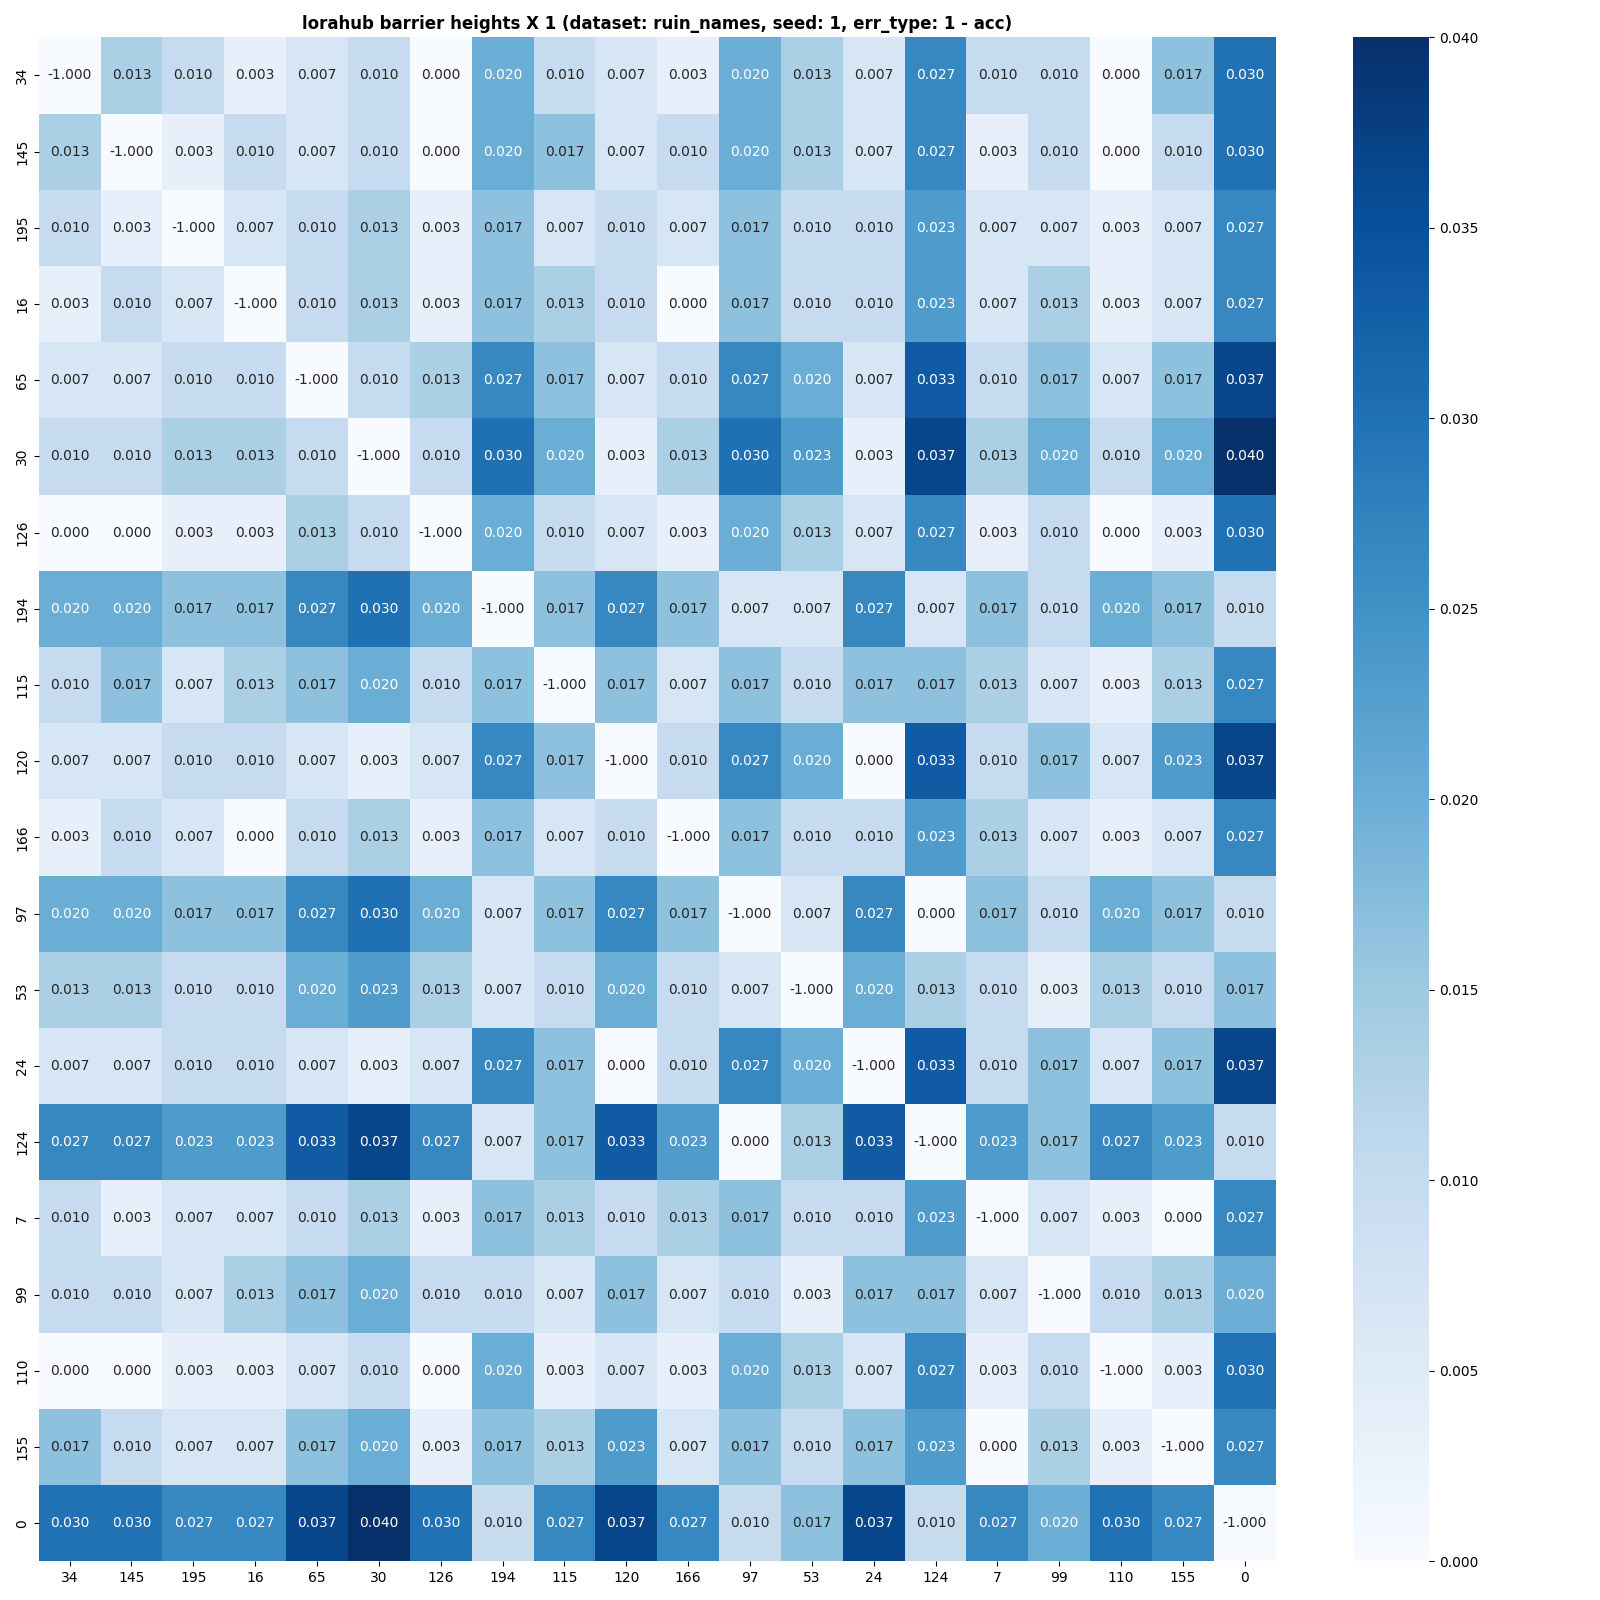 lorahub barrier heights X 1 (dataset: ruin_names, seed: 1, err_type: 1 - acc)
34 -1.000 0.013 0.010 0.003 0.007 0.010 0.000 0.020 0.010 0.007 0.003 0.020 0.013 0.007 0.027 0.010 0.010 0.000 0.017 0.030
145 0.013 -1.000 0.003 0.010 0.007 0.010 0.000 0.020 0.017 0.007 0.010 0.020 0.013 0.007 0.027 0.003 0.010 0.000 0.010 0.030
195 0.010 0.003 -1.000 0.007 0.010 0.013 0.003 0.017 0.007 0.010 0.007 0.017 0.010 0.010 0.023 0.007 0.007 0.003 0.007 0.027
16 0.003 0.010 0.007 -1.000 0.010 0.013 0.003 0.017 0.013 0.010 0.000 0.017 0.010 0.010 0.023 0.007 0.013 0.003 0.007 0.027
65 0.007 0.007 0.010 0.010 -1.000 0.010 0.013 0.027 0.017 0.007 0.010 0.027 0.020 0.007 0.033 0.010 0.017 0.007 0.017 0.037
30 0.010 0.010 0.013 0.013 0.010 -1.000 0.010 0.030 0.020 0.003 0.013 0.030 0.023 0.003 0.037 0.013 0.020 0.010 0.020 0.040
126 0.000 0.000 0.003 0.003 0.013 0.010 -1.000 0.020 0.010 0.007 0.003 0.020 0.013 0.007 0.027 0.003 0.010 0.000 0.003 0.030
194 0.020 0.020 0.017 0.017 0.027 0.030 0.020 -1.000 0.017 0.027 0.017 0.007 0.007 0.027 0.007 0.017 0.010 0.020 0.017 0.010
115 0.010 0.017 0.007 0.013 0.017 0.020 0.010 0.017 -1.000 0.017 0.007 0.017 0.010 0.017 0.017 0.013 0.007 0.003 0.013 0.027
120 0.007 0.007 0.010 0.010 0.007 0.003 0.007 0.027 0.017 -1.000 0.010 0.027 0.020 0.000 0.033 0.010 0.017 0.007 0.023 0.037
166 0.003 0.010 0.007 0.000 0.010 0.013 0.003 0.017 0.007 0.010 -1.000 0.017 0.010 0.010 0.023 0.013 0.007 0.003 0.007 0.027
97 0.020 0.020 0.017 0.017 0.027 0.030 0.020 0.007 0.017 0.027 0.017 -1.000 0.007 0.027 0.000 0.017 0.010 0.020 0.017 0.010
53 0.013 0.013 0.010 0.010 0.020 0.023 0.013 0.007 0.010 0.020 0.010 0.007 -1.000 0.020 0.013 0.010 0.003 0.013 0.010 0.017
24 0.007 0.007 0.010 0.010 0.007 0.003 0.007 0.027 0.017 0.000 0.010 0.027 0.020 -1.000 0.033 0.010 0.017 0.007 0.017 0.037
124 0.027 0.027 0.023 0.023 0.033 0.037 0.027 0.007 0.017 0.033 0.023 0.000 0.013 0.033 -1.000 0.023 0.017 0.027 0.023 0.010
7 0.010 0.003 0.007 0.007 0.010 0.013 0.003 0.017 0.013 0.010 0.013 0.017 0.010 0.010 0.023 -1.000 0.007 0.003 0.000 0.027
99 0.010 0.010 0.007 0.013 0.017 0.020 0.010 0.010 0.007 0.017 0.007 0.010 0.003 0.017 0.017 0.007 -1.000 0.010 0.013 0.020
110 0.000 0.000 0.003 0.003 0.007 0.010 0.000 0.020 0.003 0.007 0.003 0.020 0.013 0.007 0.027 0.003 0.010 -1.000 0.003 0.030
155 0.017 0.010 0.007 0.007 0.017 0.020 0.003 0.017 0.013 0.023 0.007 0.017 0.010 0.017 0.023 0.000 0.013 0.003 -1.000 0.027
0 0.030 0.030 0.027 0.027 0.037 0.040 0.030 0.010 0.027 0.037 0.027 0.010 0.017 0.037 0.010 0.027 0.020 0.030 0.027 -1.000
34 145 195 16 65 30 126 194 115 120 166 97 53 24 124 7 99 110 155 0
0.040
0.035
0.030
0.025
0.020
0.015
0.010
0.005
0.000